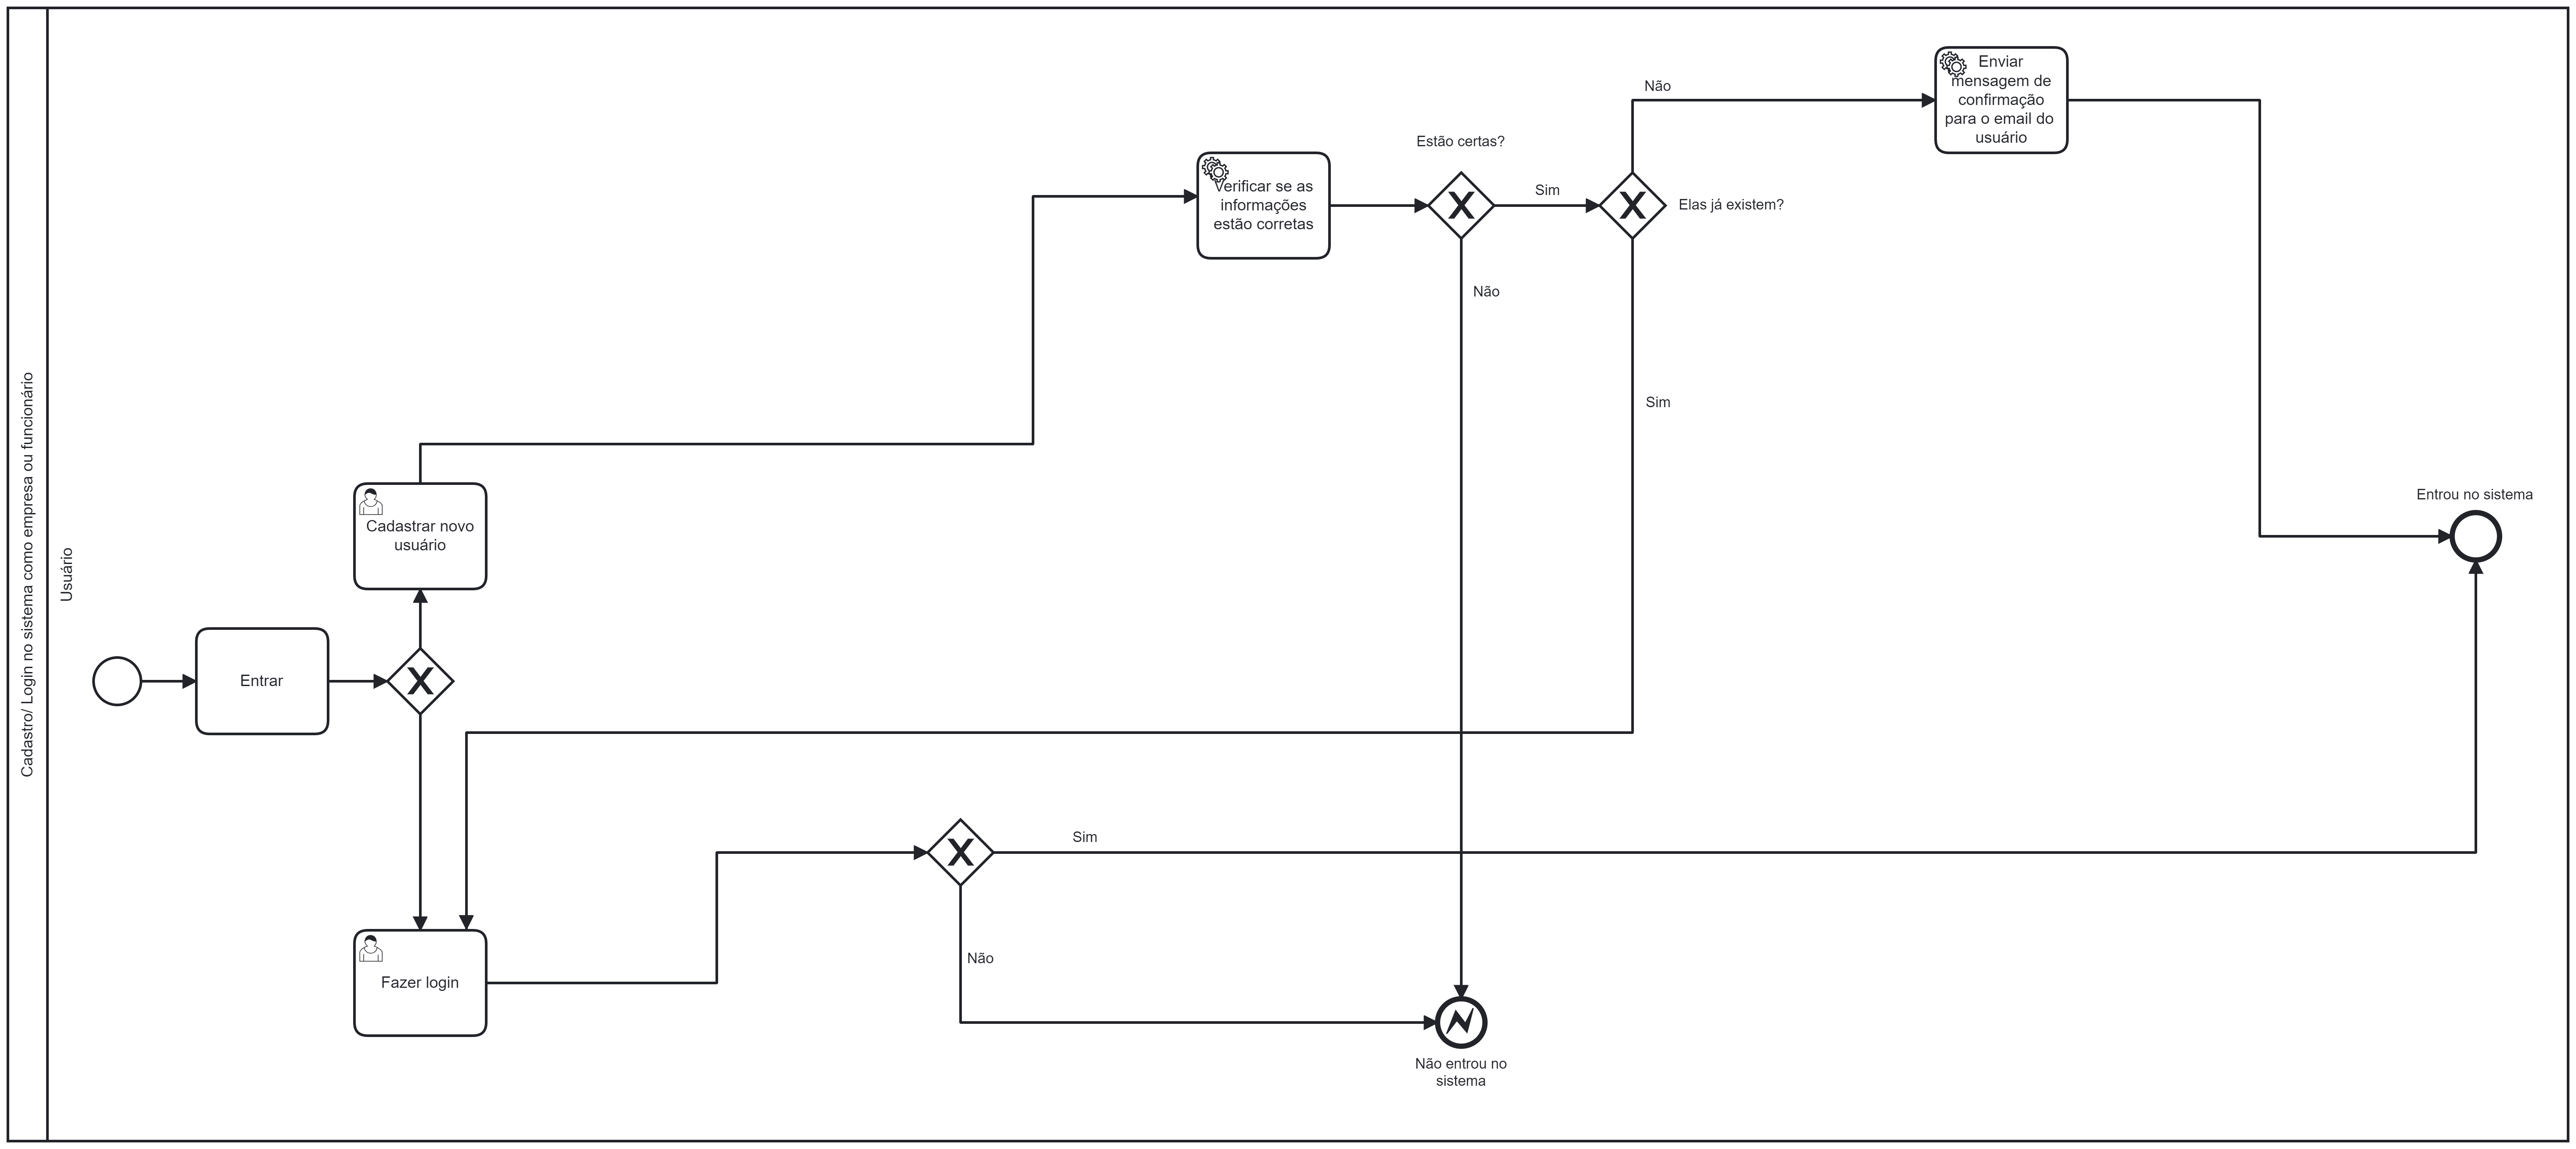 Cadastro/ Login no sistema como empresa ou funcionário
Usuário
Entrar
Cadastrar novo
usuário
Fazer login
Verificar se as
informações
estão corretas
Estão certas?
Sim
Não
Elas já existem?
Não
Sim
Enviar
mensagem de
confirmação
para o email do
usuário
Entrou no sistema
Sim
Não
Não entrou no
sistema